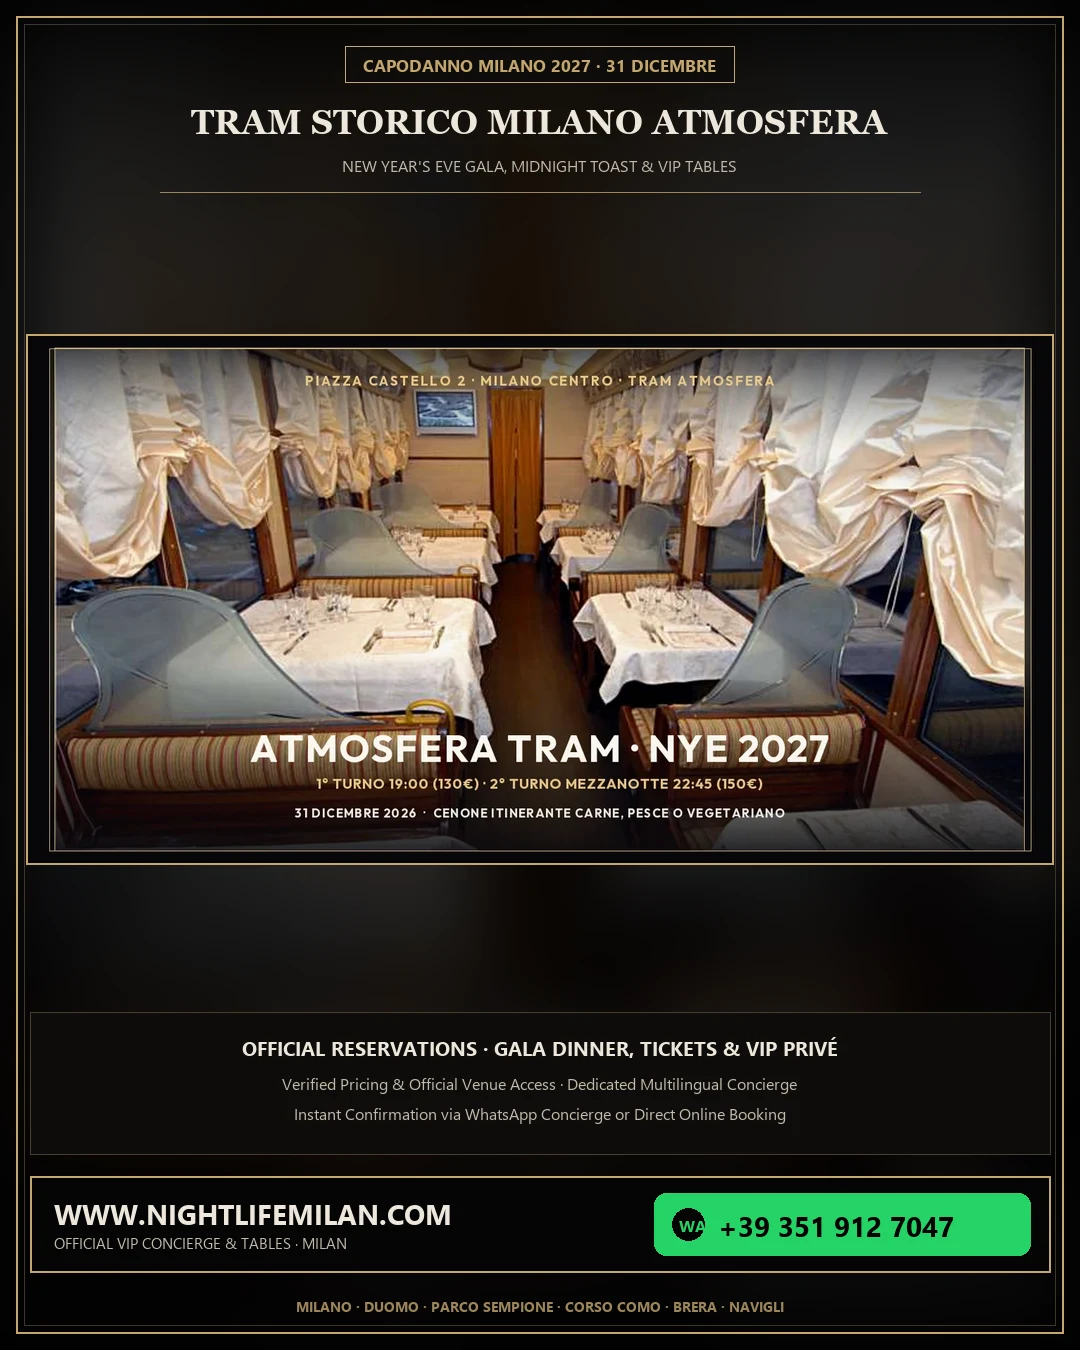 CAPODANNO MILANO 2027 · 31 DICEMBRE
TRAM STORICO MILANO ATMOSFERA
NEW YEAR'S EVE GALA, MIDNIGHT TOAST & VIP TABLES
PIAZZA CASTELLO 2 · MILANO CENTRO · TRAM ATMOSFERA
ATMOSFERA TRAM · NYE 2027
1° TURNO 19:00 (130€) · 2° TURNO MEZZANOTTE 22:45 (150€)
31 DICEMBRE 2026 · CENONE ITINERANTE CARNE, PESCE O VEGETARIANO
OFFICIAL RESERVATIONS · GALA DINNER, TICKETS & VIP PRIVÉ
Verified Pricing & Official Venue Access · Dedicated Multilingual Concierge
Instant Confirmation via WhatsApp Concierge or Direct Online Booking
WWW.NIGHTLIFEMILAN.COM
OFFICIAL VIP CONCIERGE & TABLES · MILAN
WA +39 351 912 7047
MILANO · DUOMO · PARCO SEMPIONE · CORSO COMO · BRERA · NAVIGLI